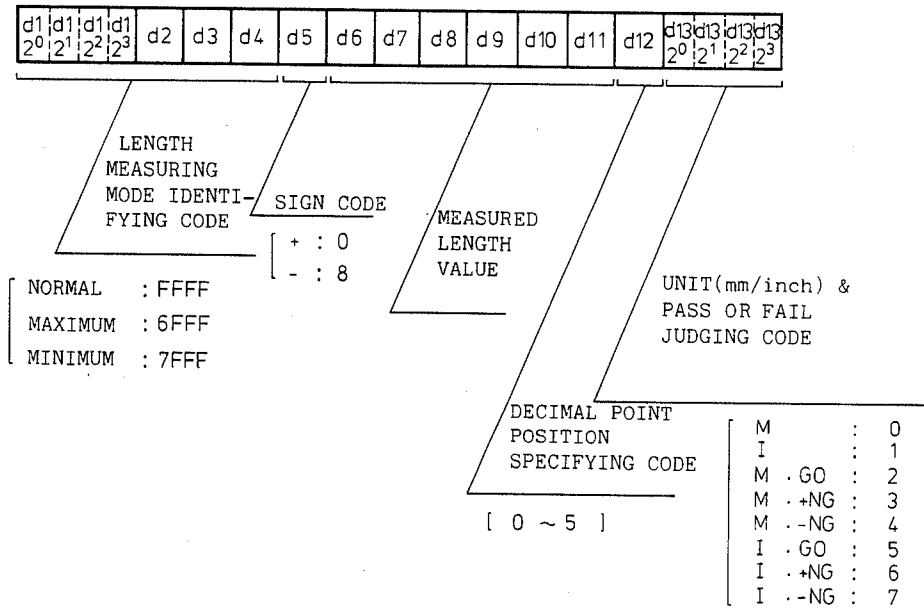 d1 d1 d1 d1 d2 d3 d4 d5 d6 d7 d8 d9 d10 d11 d12 d13 d13 d13 d13
2⁰ 2¹ 2² 2³ 2⁰ 2¹ 2² 2³
LENGTH
MEASURING
MODE IDENTI-
FYING CODE
NORMAL : FFFF
MAXIMUM : 6FFF
MINIMUM : 7FFF
SIGN CODE
+ : 0
- : 8
MEASURED
LENGTH
VALUE
DECIMAL POINT
POSITION
SPECIFYING CODE
[ 0 ~ 5 ]
UNIT(mm/inch) &
PASS OR FAIL
JUDGING CODE
M : 0
I : 1
M . GO : 2
M . +NG : 3
M . -NG : 4
I . GO : 5
I . +NG : 6
I . -NG : 7